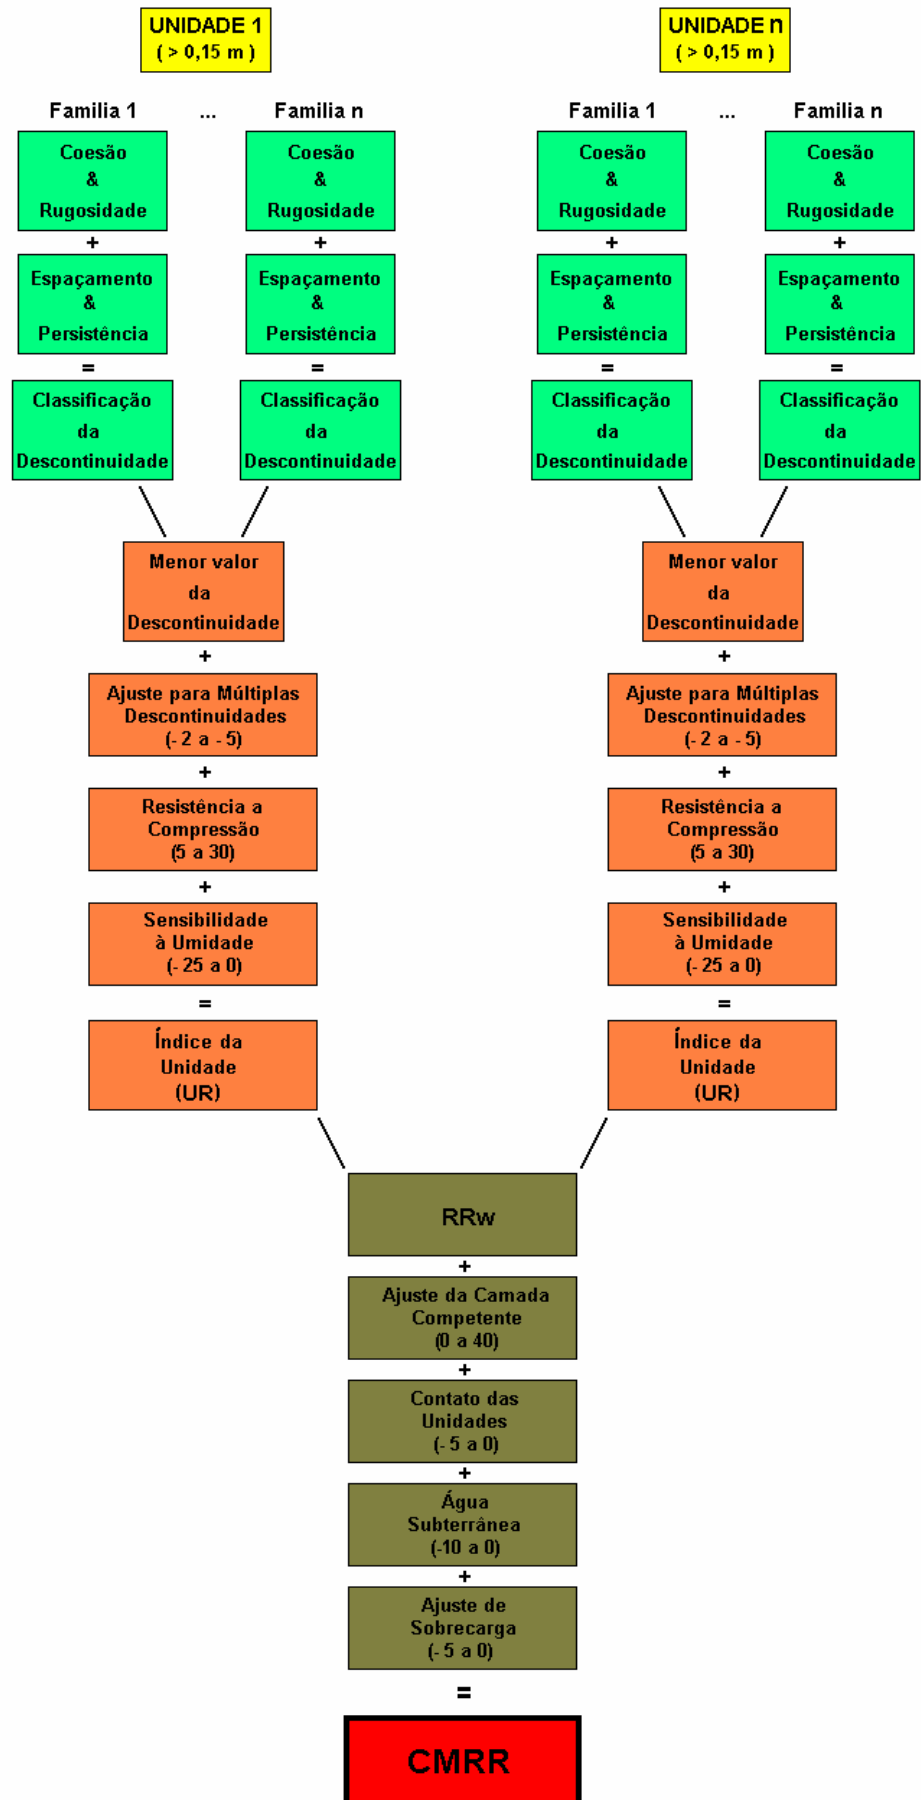 UNIDADE 1
( > 0,15 m )
UNIDADE n
( > 0,15 m )
Familia 1 ... Familia n
Familia 1 ... Familia n
Coesão
&
Rugosidade
Coesão
&
Rugosidade
Coesão
&
Rugosidade
Coesão
&
Rugosidade
+ + + +
Espaçamento
&
Persistência
Espaçamento
&
Persistência
Espaçamento
&
Persistência
Espaçamento
&
Persistência
= = = =
Classificação
da
Descontinuidade
Classificação
da
Descontinuidade
Classificação
da
Descontinuidade
Classificação
da
Descontinuidade
Menor valor
da
Descontinuidade
Menor valor
da
Descontinuidade
+ +
Ajuste para Múltiplas
Descontinuidades
(- 2 a - 5)
Ajuste para Múltiplas
Descontinuidades
(- 2 a - 5)
+ +
Resistência a
Compressão
(5 a 30)
Resistência a
Compressão
(5 a 30)
+ +
Sensibilidade
à Umidade
(- 25 a 0)
Sensibilidade
à Umidade
(- 25 a 0)
= =
Índice da
Unidade
(UR)
Índice da
Unidade
(UR)
RRw
+
Ajuste da Camada
Competente
(0 a 40)
+
Contato das
Unidades
(- 5 a 0)
+
Água
Subterrânea
(-10 a 0)
+
Ajuste de
Sobrecarga
(- 5 a 0)
=
CMRR